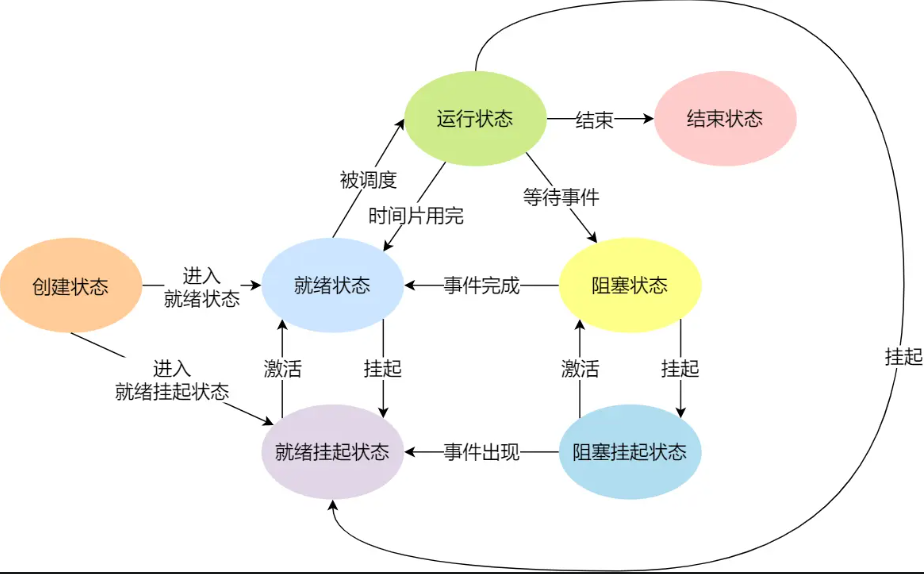 运行状态
结束
结束状态
被调度
时间片用完
等待事件
创建状态
进入
就绪状态
就绪状态
事件完成
阻塞状态
进入
就绪挂起状态
激活
挂起
激活
挂起
挂起
就绪挂起状态
事件出现
阻塞挂起状态